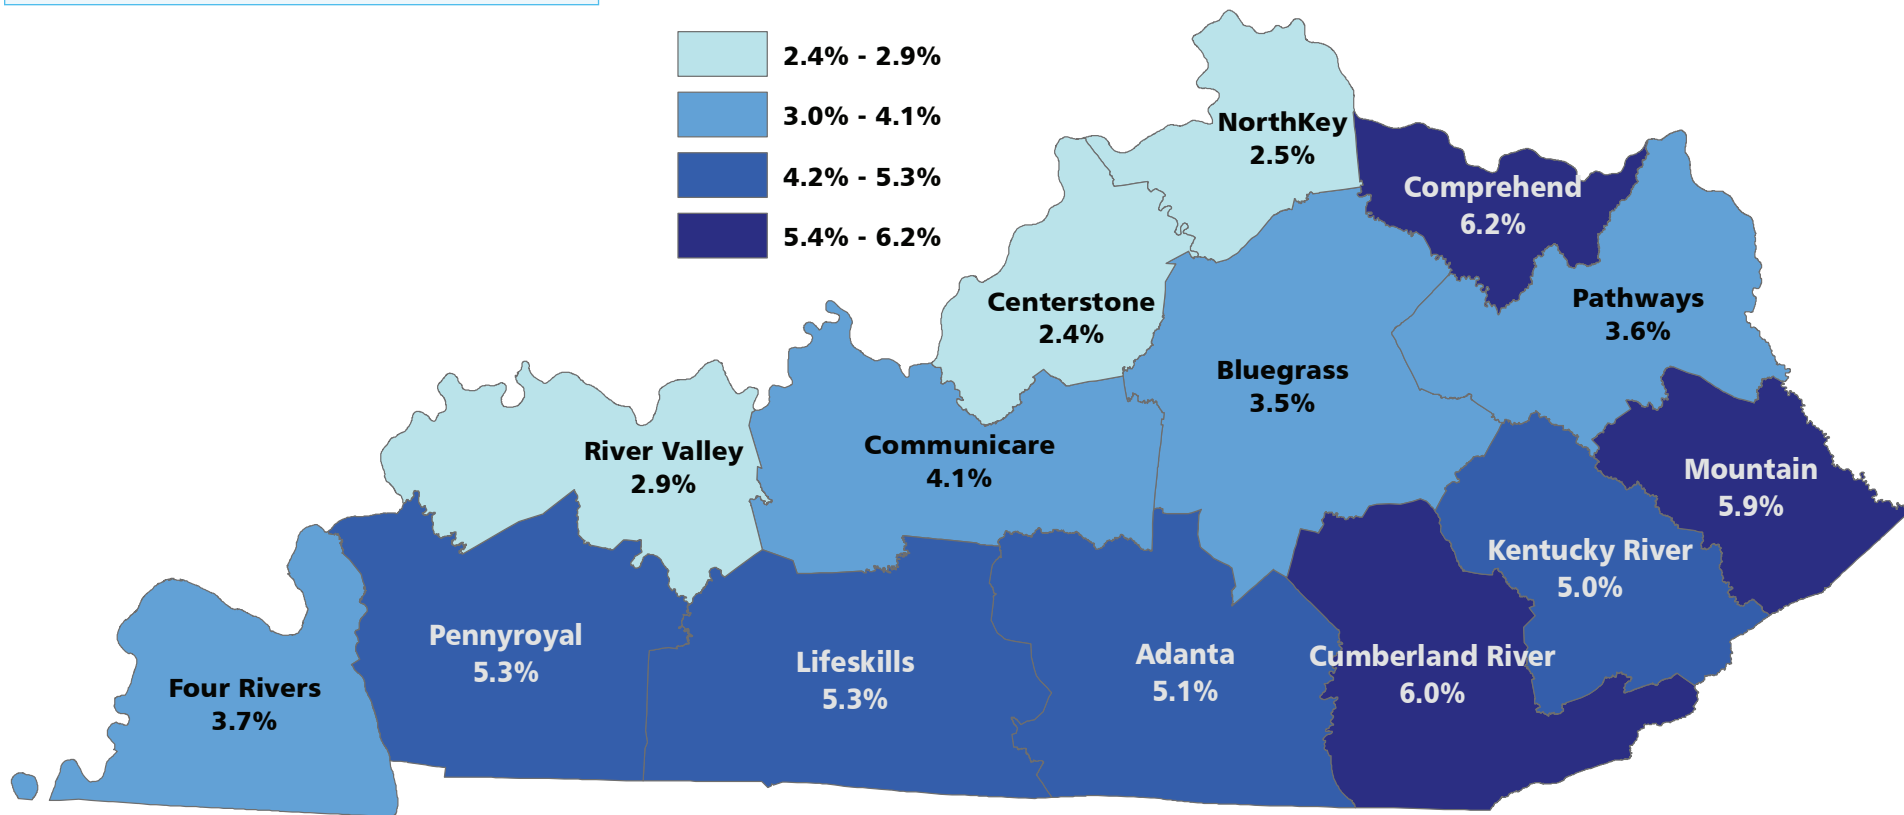 2.4% - 2.9%
3.0% - 4.1%
4.2% - 5.3%
5.4% - 6.2%
NorthKey
2.5%
Comprehend
6.2%
Centerstone
2.4%
Pathways
3.6%
Bluegrass
3.5%
River Valley
2.9%
Communicare
4.1%
Mountain
5.9%
Kentucky River
5.0%
Pennyroyal
5.3%
Lifeskills
5.3%
Adanta
5.1%
Cumberland River
6.0%
Four Rivers
3.7%